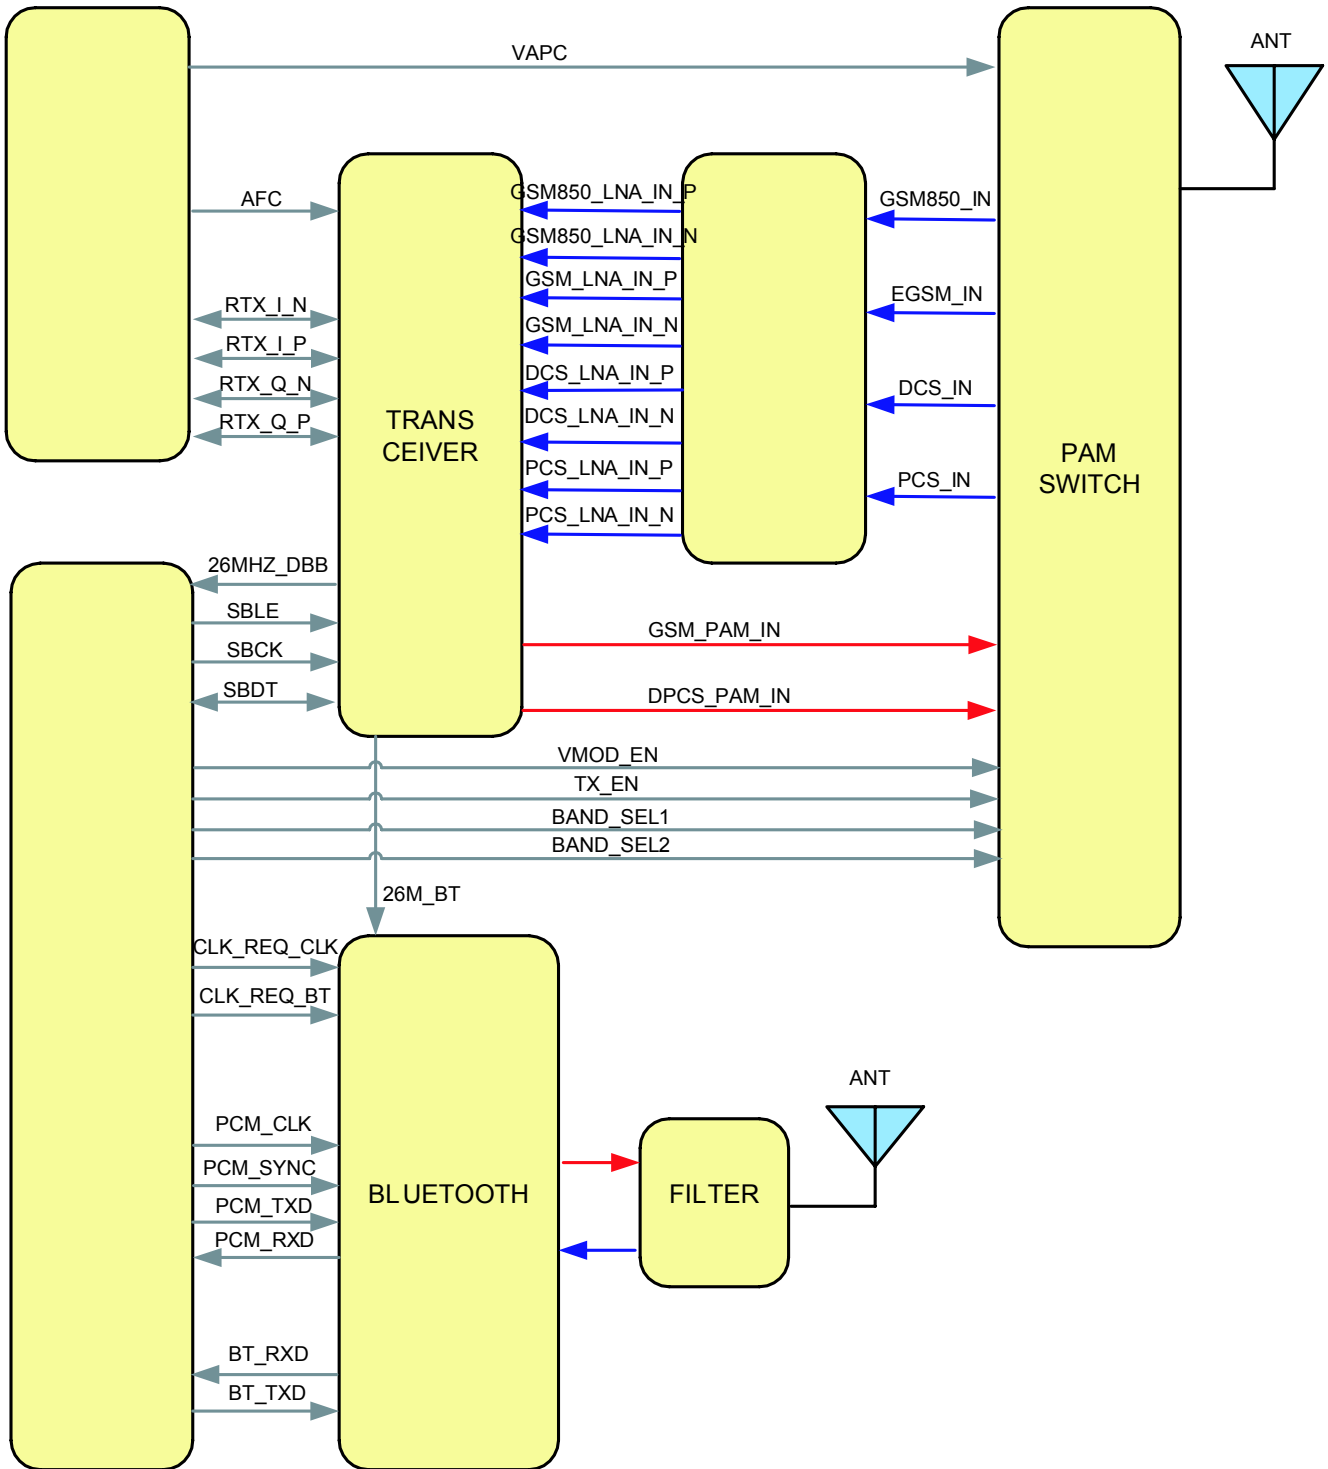 VAPC
ANT
AFC
GSM850_LNA_IN_P
GSM850_IN
GSM850_LNA_IN_N
GSM_LNA_IN_P
EGSM_IN
RTX_I_N
GSM_LNA_IN_N
RTX_I_P
DCS_LNA_IN_P
RTX_Q_N
DCS_IN
DCS_LNA_IN_N
RTX_Q_P
TRANS
CEIVER
PAM
SWITCH
PCS_LNA_IN_P
PCS_IN
PCS_LNA_IN_N
26MHZ_DBB
SBLE
GSM_PAM_IN
SBCK
SBDT
DPCS_PAM_IN
VMOD_EN
TX_EN
BAND_SEL1
BAND_SEL2
26M_BT
CLK_REQ_CLK
CLK_REQ_BT
ANT
PCM_CLK
PCM_SYNC
BLUETOOTH
FILTER
PCM_TXD
PCM_RXD
BT_RXD
BT_TXD